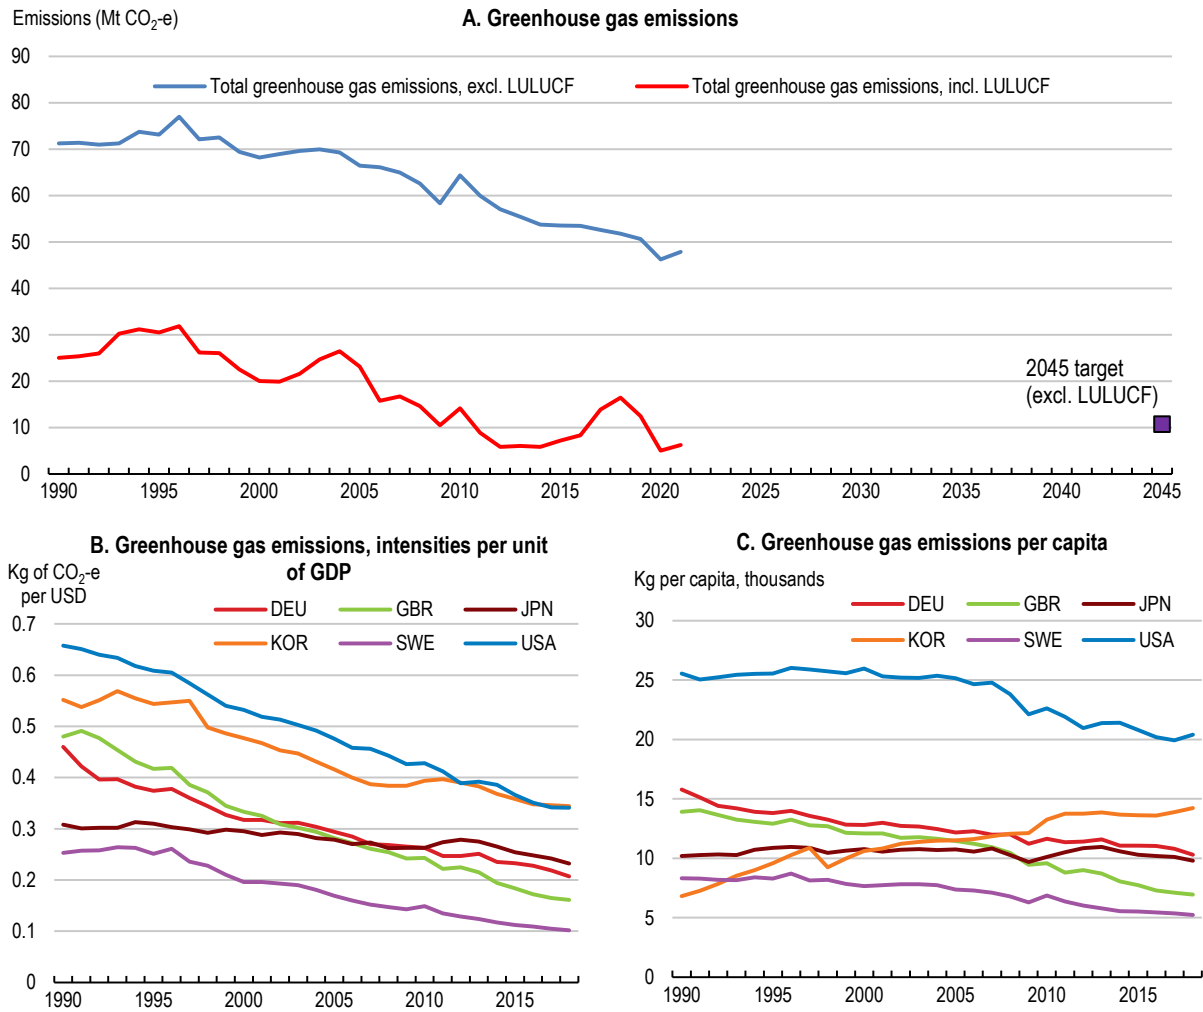 Emissions (Mt CO₂-e)
A. Greenhouse gas emissions
90
Total greenhouse gas emissions, excl. LULUCF
Total greenhouse gas emissions, incl. LULUCF
80
70
60
50
40
30
20
10
0
2045 target
(excl. LULUCF)
1990 1995 2000 2005 2010 2015 2020 2025 2030 2035 2040 2045
B. Greenhouse gas emissions, intensities per unit
of GDP
Kg of CO₂-e
per USD
DEU GBR JPN
KOR SWE USA
0.7
0.6
0.5
0.4
0.3
0.2
0.1
0
1990 1995 2000 2005 2010 2015
C. Greenhouse gas emissions per capita
Kg per capita, thousands
DEU GBR JPN
KOR SWE USA
30
25
20
15
10
5
0
1990 1995 2000 2005 2010 2015